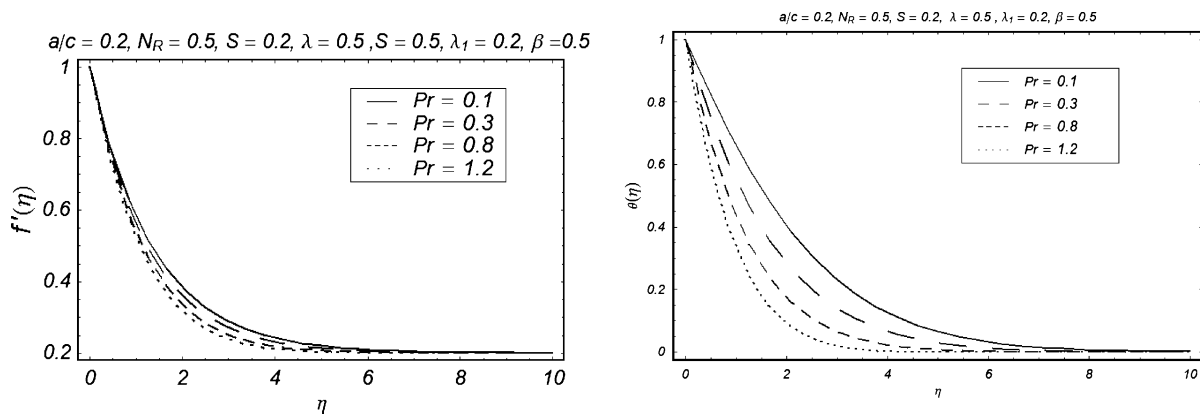 a/c = 0.2, N_R = 0.5, S = 0.2, λ = 0.5 ,S = 0.5, λ_1 = 0.2, β = 0.5
1
0.8
0.6
0.4
0.2
f'(η)
0 2 4 6 8 10
η
Pr = 0.1
Pr = 0.3
Pr = 0.8
Pr = 1.2
a/c = 0.2, N_R = 0.5, S = 0.2, λ = 0.5 , λ_1 = 0.2, β = 0.5
1
0.8
0.6
0.4
0.2
0
θ(η)
0 2 4 6 8 10
η
Pr = 0.1
Pr = 0.3
Pr = 0.8
Pr = 1.2